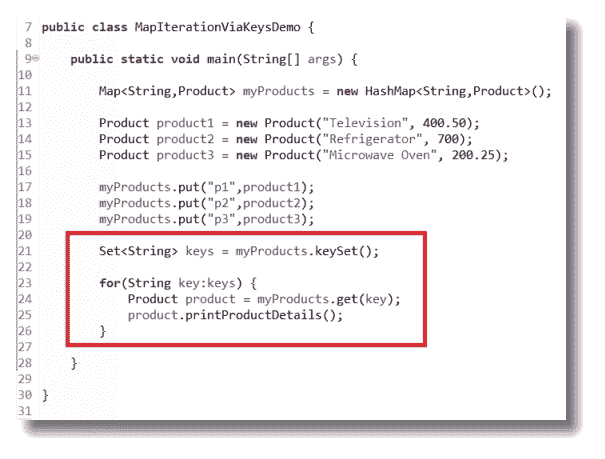 7 public class MapIterationViaKeysDemo {
8
9 public static void main(String[] args) {
10
11 Map<String,Product> myProducts = new HashMap<String,Product>();
12
13 Product product1 = new Product("Television", 400.50);
14 Product product2 = new Product("Refrigerator", 700);
15 Product product3 = new Product("Microwave Oven", 200.25);
16
17 myProducts.put("p1",product1);
18 myProducts.put("p2",product2);
19 myProducts.put("p3",product3);
20
21 Set<String> keys = myProducts.keySet();
22
23 for(String key:keys) {
24 Product product = myProducts.get(key);
25 product.printProductDetails();
26 }
27
28 }
29
30 }
31